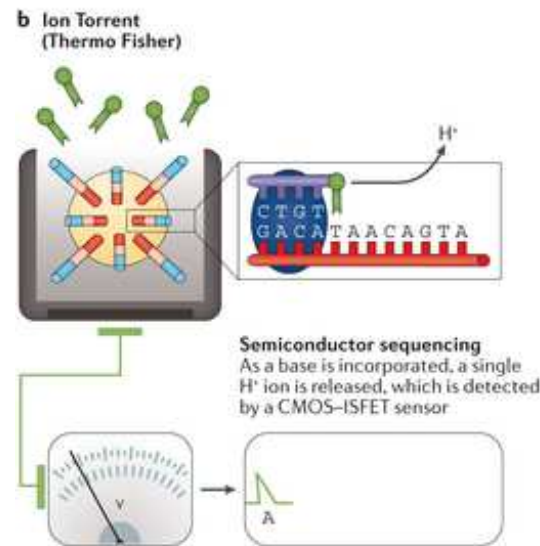 b Ion Torrent
(Thermo Fisher)
H⁺
CTGT
GACATAACAGTA
Semiconductor sequencing
As a base is incorporated, a single
H⁺ ion is released, which is detected
by a CMOS–ISFET sensor
V
A